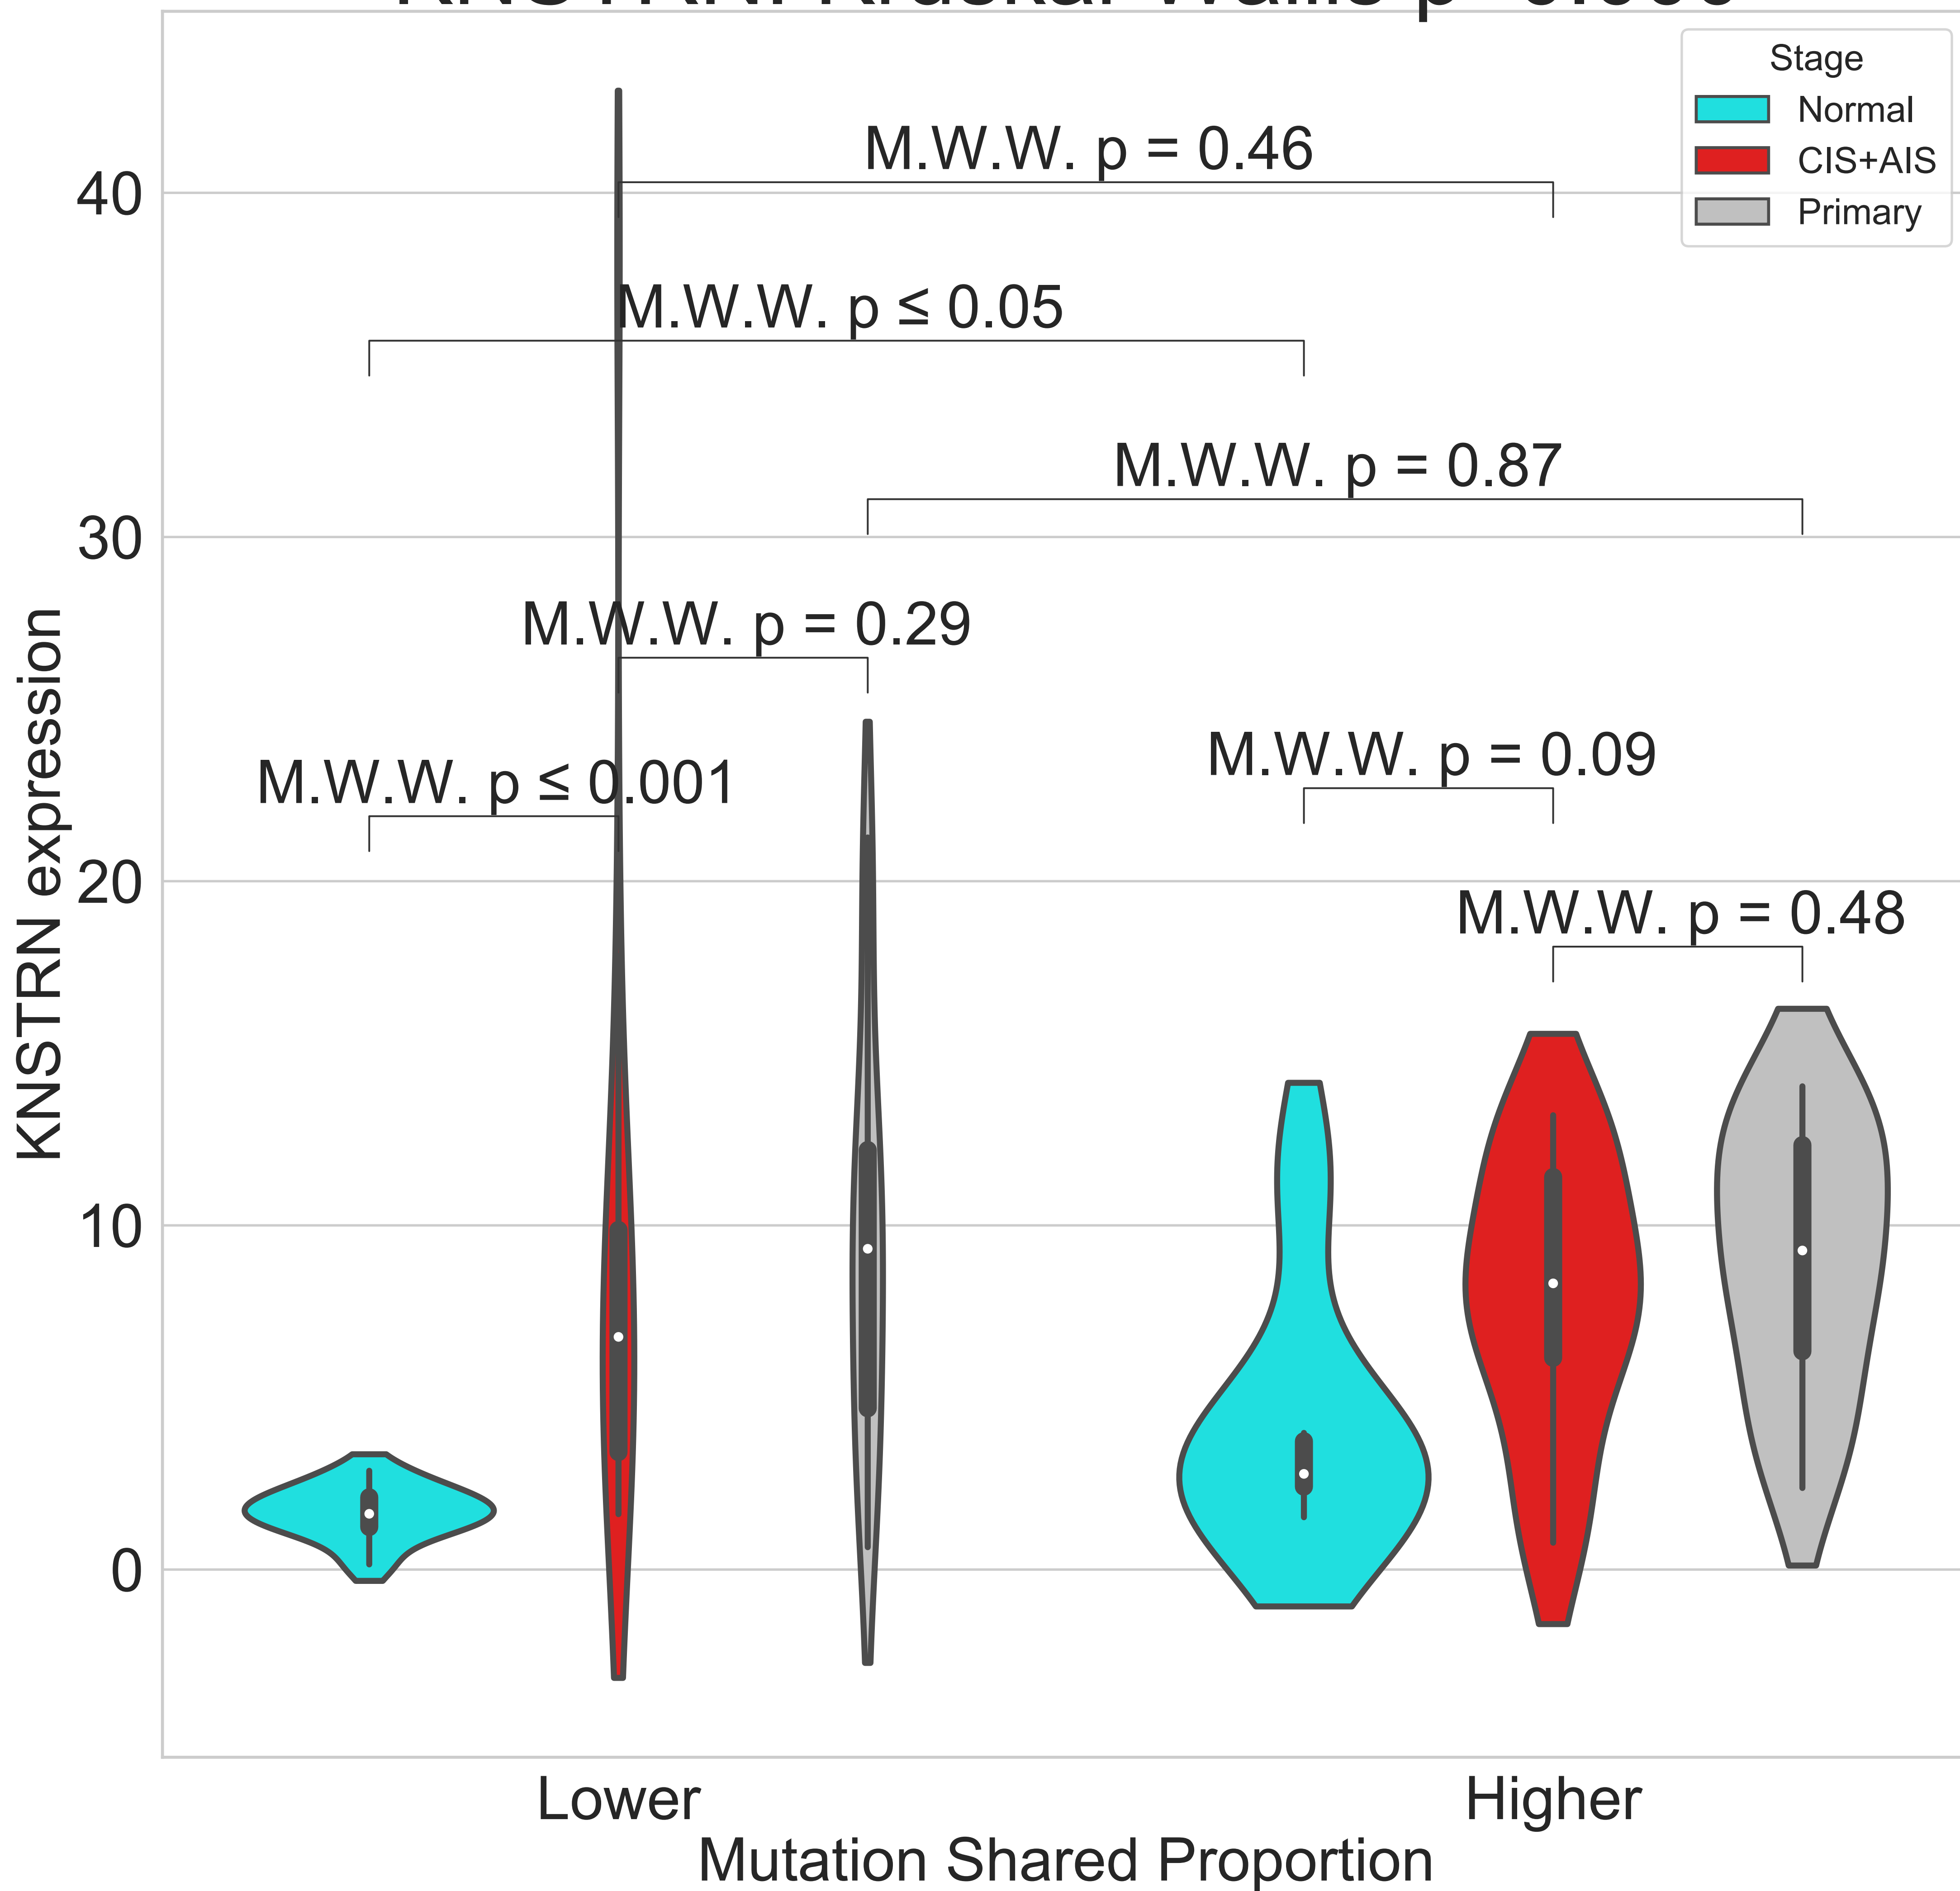 Stage
Normal
CIS+AIS
Primary
M.W.W. p = 0.46
M.W.W. p ≤ 0.05
M.W.W. p = 0.87
M.W.W. p = 0.29
M.W.W. p = 0.09
M.W.W. p ≤ 0.001
M.W.W. p = 0.48
KNSTRN expression
40
30
20
10
0
Lower
Higher
Mutation Shared Proportion